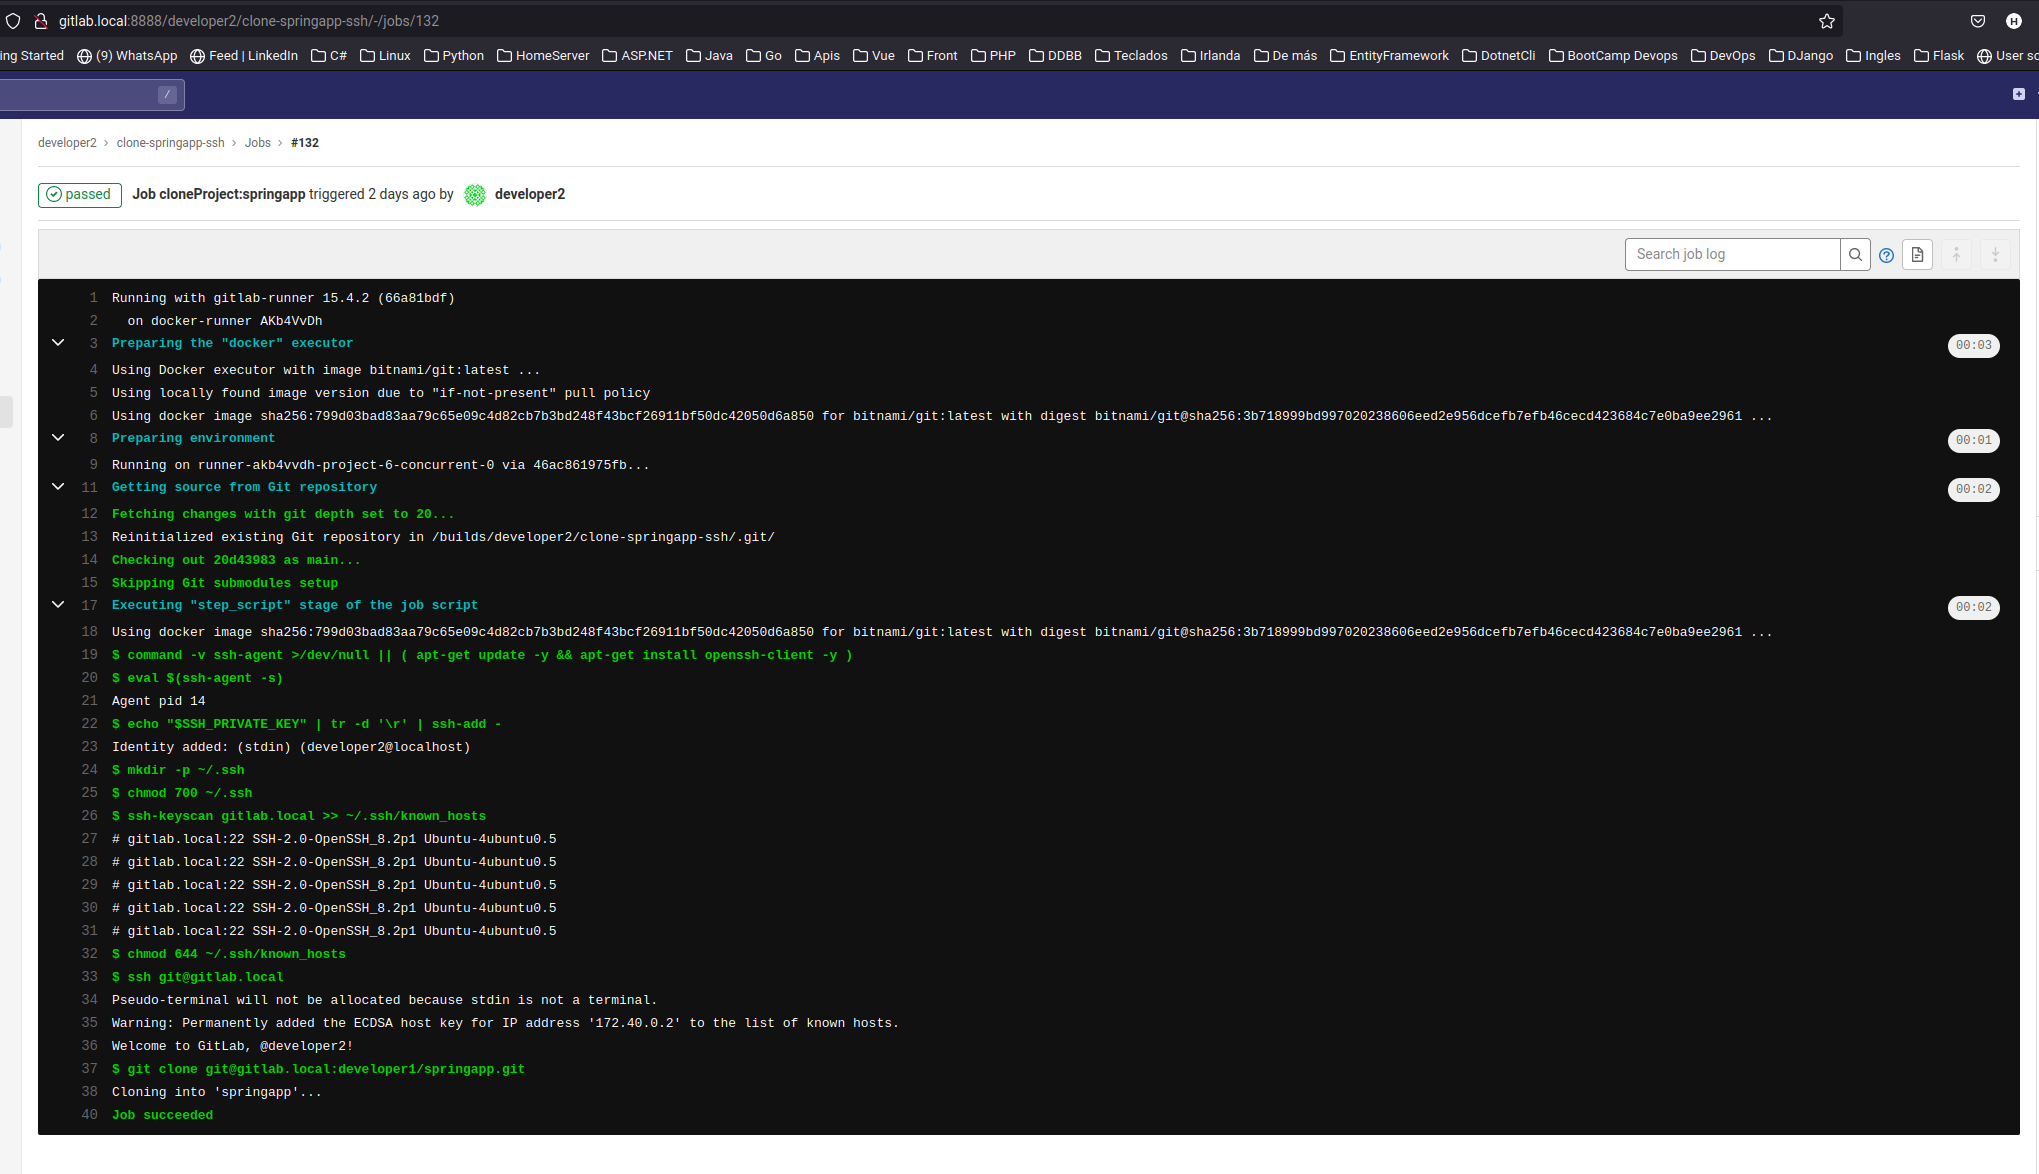 gitlab.local:8888/developer2/clone-springapp-ssh/-/jobs/132
H
ing Started (9) WhatsApp Feed | LinkedIn C# Linux Python HomeServer ASP.NET Java Go Apis Vue Front PHP DDBB Teclados Irlanda De más EntityFramework DotnetCli BootCamp Devops DevOps DJango Ingles Flask User sc
/
developer2 › clone-springapp-ssh › Jobs › #132
passed Job cloneProject:springapp triggered 2 days ago by developer2
Search job log
1 Running with gitlab-runner 15.4.2 (66a81bdf)
2 on docker-runner AKb4VvDh
3 Preparing the "docker" executor 00:03
4 Using Docker executor with image bitnami/git:latest ...
5 Using locally found image version due to "if-not-present" pull policy
6 Using docker image sha256:799d03bad83aa79c65e09c4d82cb7b3bd248f43bcf26911bf50dc42050d6a850 for bitnami/git:latest with digest bitnami/git@sha256:3b718999bd997020238606eed2e956dcefb7efb46cecd423684c7e0ba9ee2961 ...
8 Preparing environment 00:01
9 Running on runner-akb4vvdh-project-6-concurrent-0 via 46ac861975fb...
11 Getting source from Git repository 00:02
12 Fetching changes with git depth set to 20...
13 Reinitialized existing Git repository in /builds/developer2/clone-springapp-ssh/.git/
14 Checking out 20d43983 as main...
15 Skipping Git submodules setup
17 Executing "step_script" stage of the job script 00:02
18 Using docker image sha256:799d03bad83aa79c65e09c4d82cb7b3bd248f43bcf26911bf50dc42050d6a850 for bitnami/git:latest with digest bitnami/git@sha256:3b718999bd997020238606eed2e956dcefb7efb46cecd423684c7e0ba9ee2961 ...
19 $ command -v ssh-agent >/dev/null || ( apt-get update -y && apt-get install openssh-client -y )
20 $ eval $(ssh-agent -s)
21 Agent pid 14
22 $ echo "$SSH_PRIVATE_KEY" | tr -d '\r' | ssh-add -
23 Identity added: (stdin) (developer2@localhost)
24 $ mkdir -p ~/.ssh
25 $ chmod 700 ~/.ssh
26 $ ssh-keyscan gitlab.local >> ~/.ssh/known_hosts
27 # gitlab.local:22 SSH-2.0-OpenSSH_8.2p1 Ubuntu-4ubuntu0.5
28 # gitlab.local:22 SSH-2.0-OpenSSH_8.2p1 Ubuntu-4ubuntu0.5
29 # gitlab.local:22 SSH-2.0-OpenSSH_8.2p1 Ubuntu-4ubuntu0.5
30 # gitlab.local:22 SSH-2.0-OpenSSH_8.2p1 Ubuntu-4ubuntu0.5
31 # gitlab.local:22 SSH-2.0-OpenSSH_8.2p1 Ubuntu-4ubuntu0.5
32 $ chmod 644 ~/.ssh/known_hosts
33 $ ssh git@gitlab.local
34 Pseudo-terminal will not be allocated because stdin is not a terminal.
35 Warning: Permanently added the ECDSA host key for IP address '172.40.0.2' to the list of known hosts.
36 Welcome to GitLab, @developer2!
37 $ git clone git@gitlab.local:developer1/springapp.git
38 Cloning into 'springapp'...
40 Job succeeded